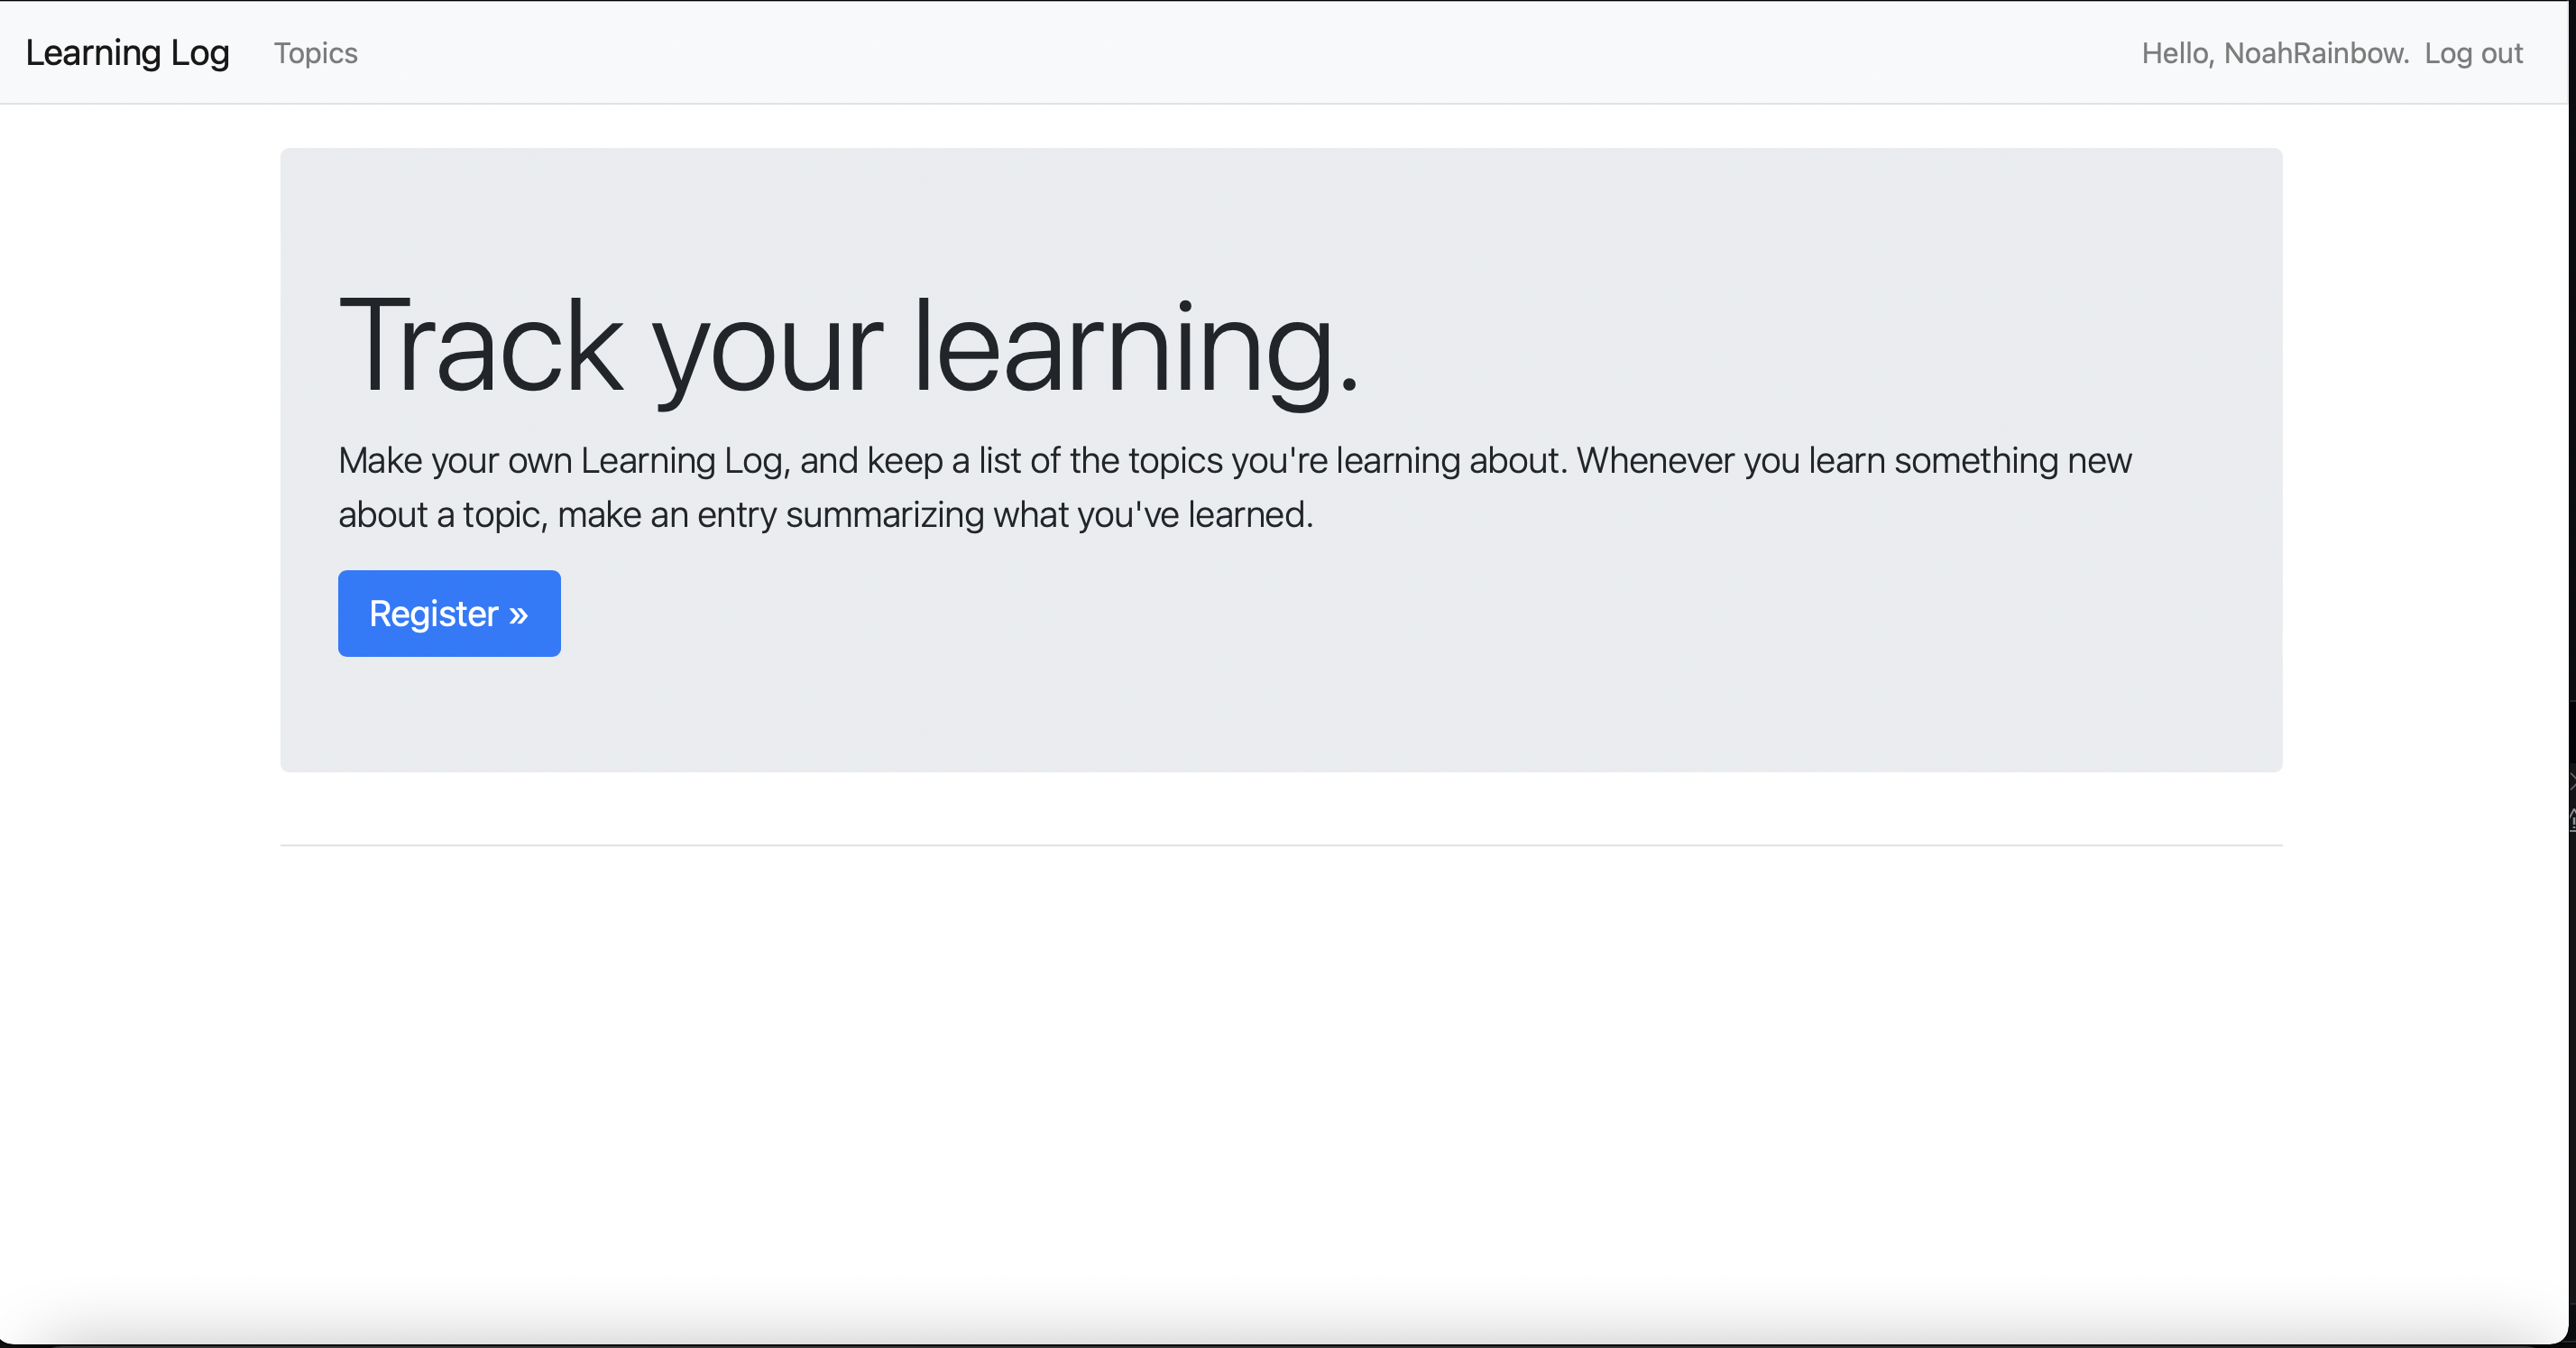 Learning Log Topics Hello, NoahRainbow. Log out
Track your learning.
Make your own Learning Log, and keep a list of the topics you're learning about. Whenever you learn something new
about a topic, make an entry summarizing what you've learned.
Register »